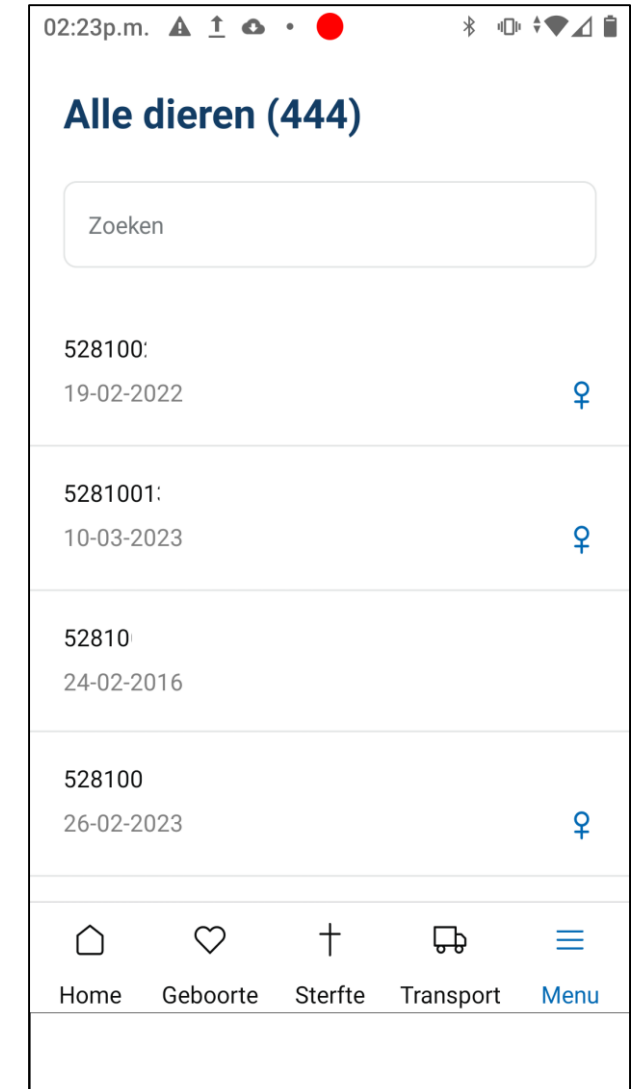 02:23p.m.
Alle dieren (444)
Zoeken
528100
19-02-2022
5281001
10-03-2023
52810
24-02-2016
528100
26-02-2023
Home Geboorte Sterfte Transport Menu